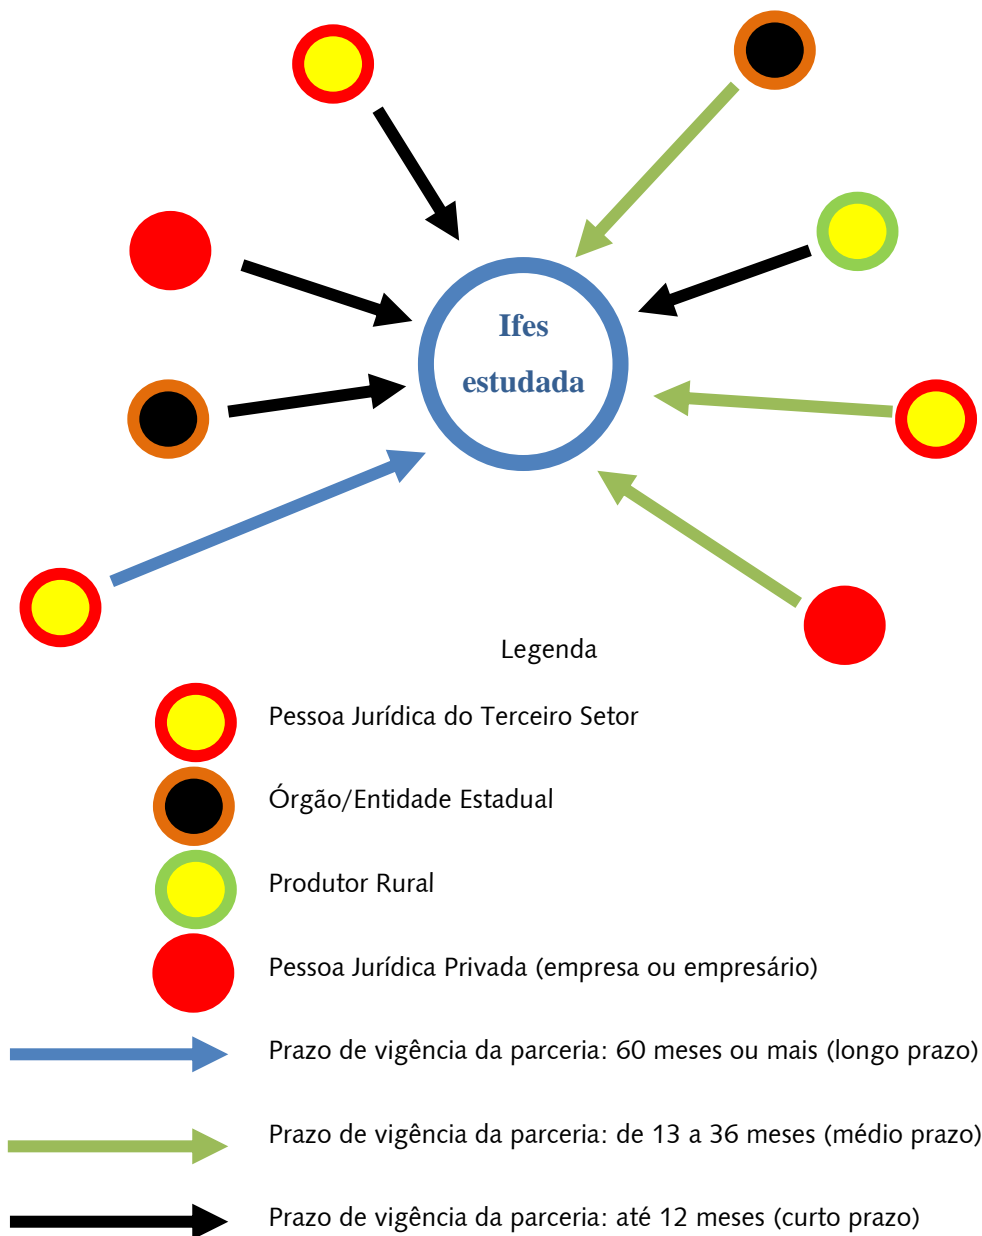 Ifes
estudada
Legenda
Pessoa Jurídica do Terceiro Setor
Órgão/Entidade Estadual
Produtor Rural
Pessoa Jurídica Privada (empresa ou empresário)
Prazo de vigência da parceria: 60 meses ou mais (longo prazo)
Prazo de vigência da parceria: de 13 a 36 meses (médio prazo)
Prazo de vigência da parceria: até 12 meses (curto prazo)